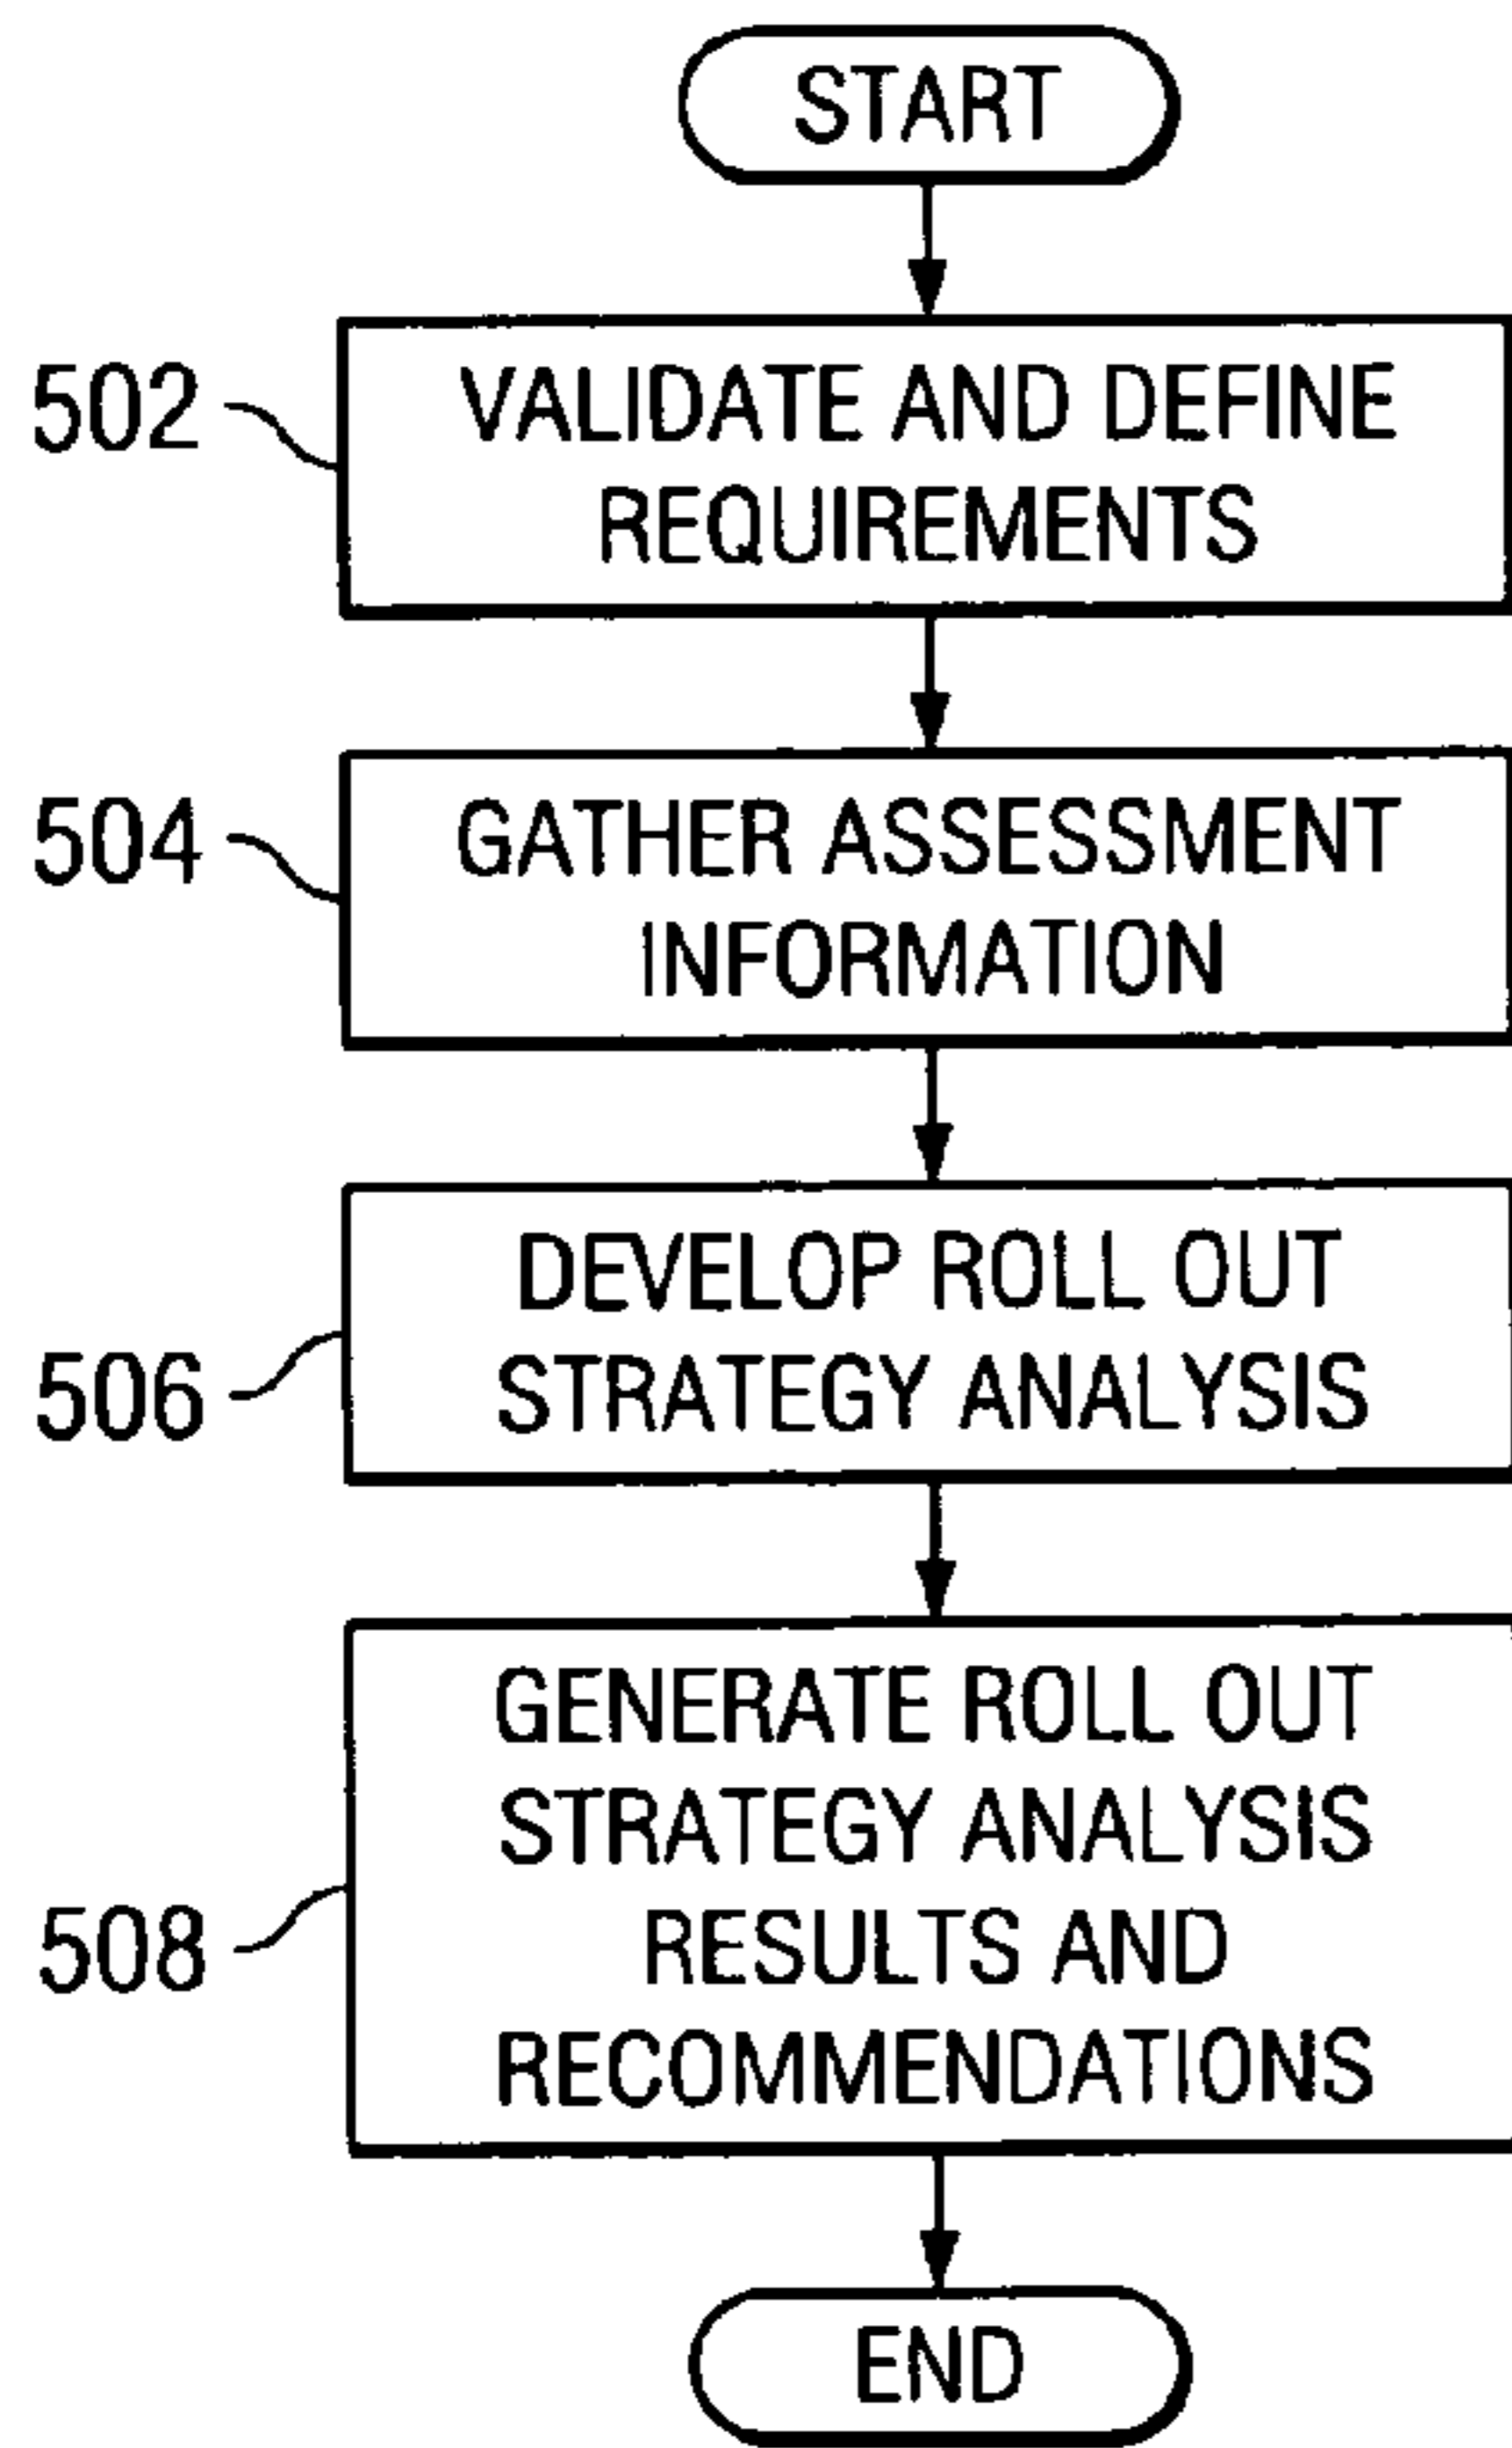 START
502
VALIDATE AND DEFINE
REQUIREMENTS
504
GATHER ASSESSMENT
INFORMATION
506
DEVELOP ROLL OUT
STRATEGY ANALYSIS
508
GENERATE ROLL OUT
STRATEGY ANALYSIS
RESULTS AND
RECOMMENDATIONS
END